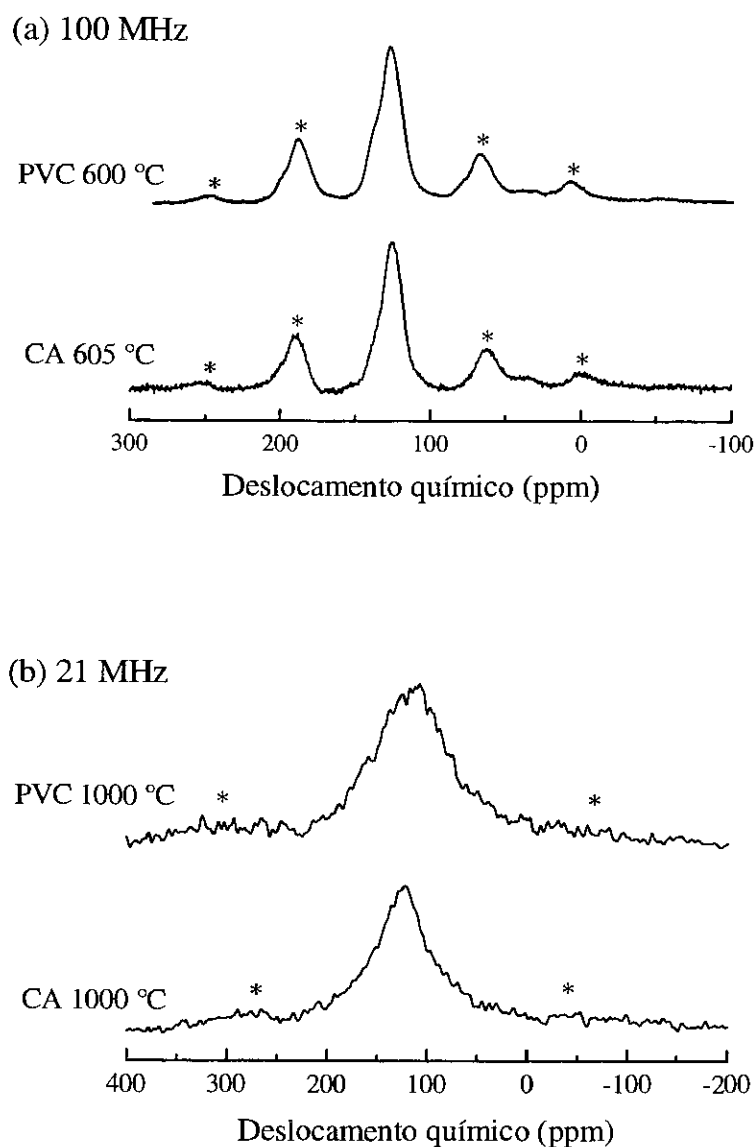 (a) 100 MHz
*
*
*
*
*
PVC 600 °C
*
*
*
*
CA 605 °C
300 200 100 0 -100
Deslocamento químico (ppm)
(b) 21 MHz
PVC 1000 °C
*
*
CA 1000 °C
*
*
400 300 200 100 0 -100 -200
Deslocamento químico (ppm)